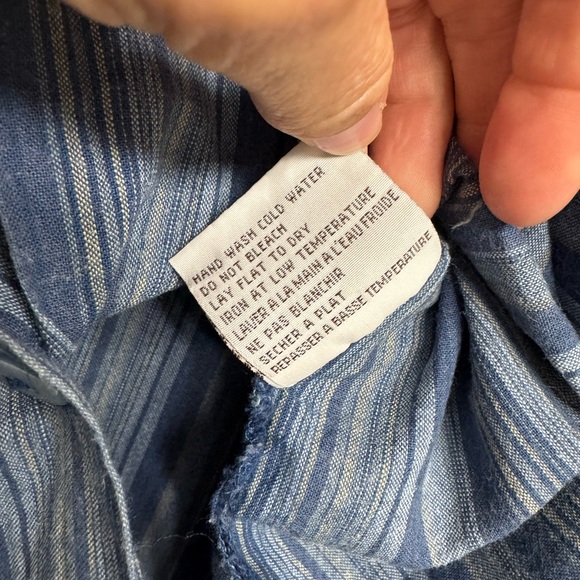 HAND WASH COLD WATER
DO NOT BLEACH
LAY FLAT TO DRY
IRON AT LOW TEMPERATURE
LAVER A LA MAIN A L'EAU FROIDE
NE PAS BLANCHIR
SECHER A PLAT
REPASSER A BASSE TEMPERATURE